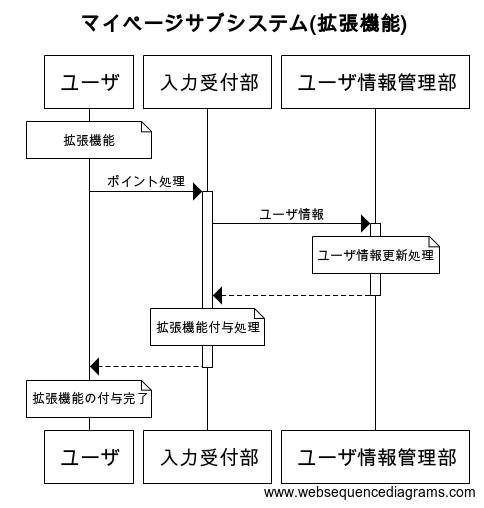 マイページサブシステム(拡張機能)
ユーザ
入力受付部
ユーザ情報管理部
拡張機能
ポイント処理
ユーザ情報
ユーザ情報更新処理
拡張機能付与処理
拡張機能の付与完了
ユーザ
入力受付部
ユーザ情報管理部
www.websequencediagrams.com